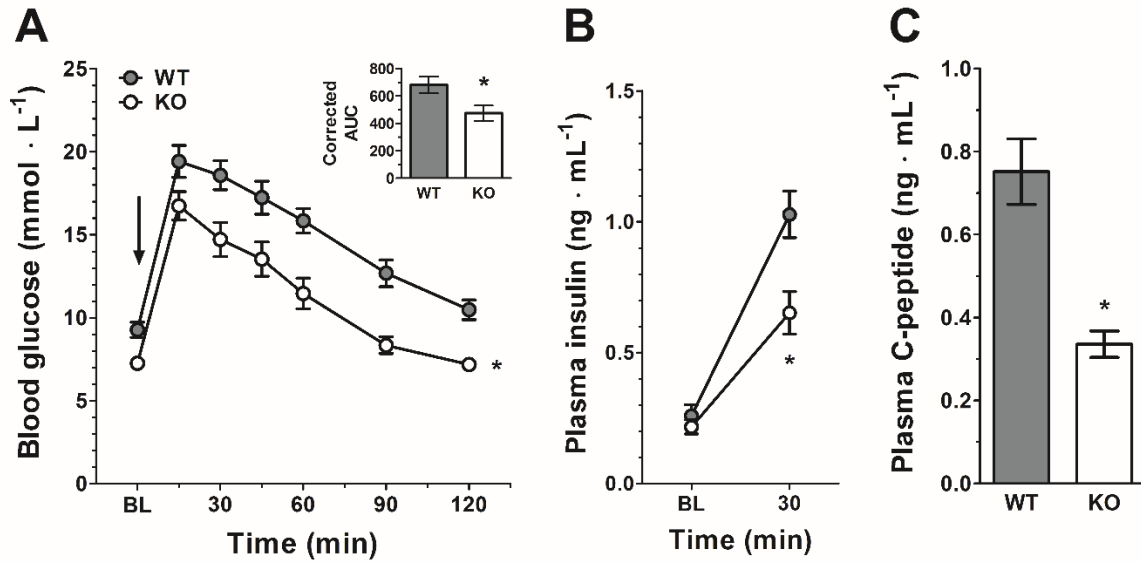 A
Blood glucose (mmol · L⁻¹)
25
20
15
10
5
0
WT
KO
Corrected
AUC
800
600
400
200
0
*
WT
KO
*
BL
30
60
90
120
Time (min)
B
Plasma insulin (ng · mL⁻¹)
1.5
1.0
0.5
0.0
*
BL
30
Time (min)
C
Plasma C-peptide (ng · mL⁻¹)
1.0
0.8
0.6
0.4
0.2
0.0
*
WT
KO